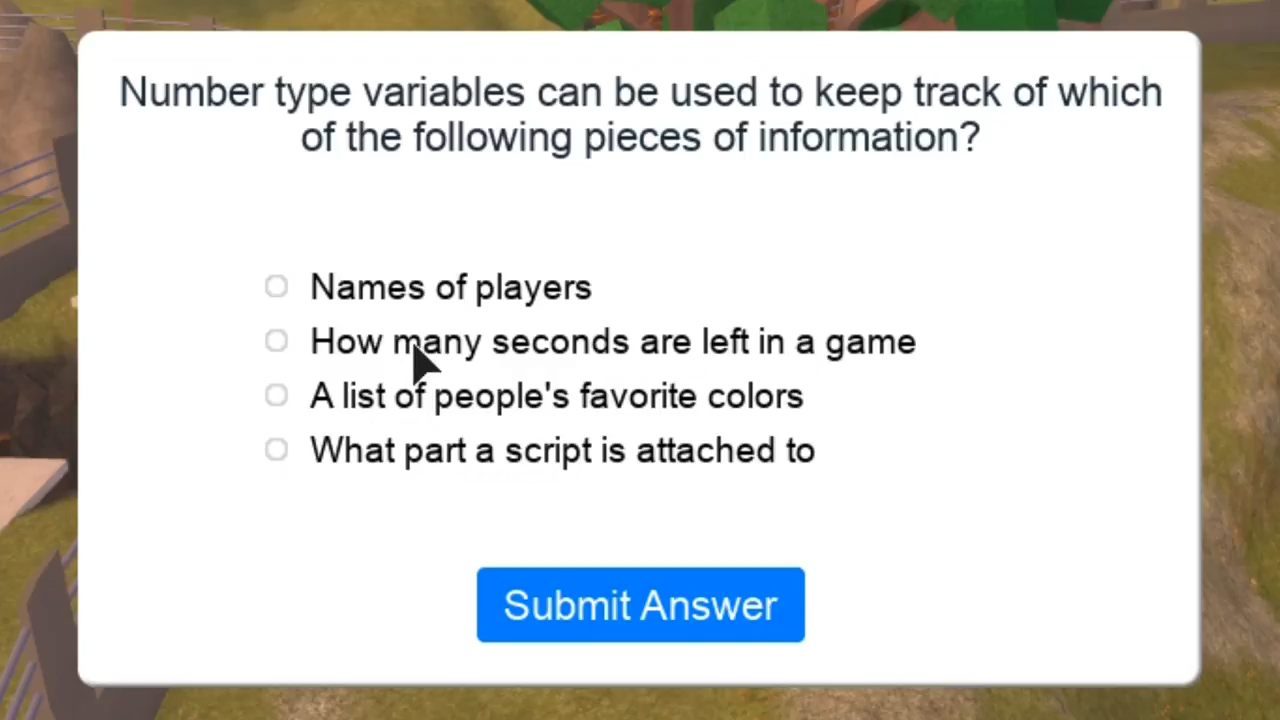 Number type variables can be used to keep track of which
of the following pieces of information?
Names of players
How many seconds are left in a game
A list of people's favorite colors
What part a script is attached to
Submit Answer